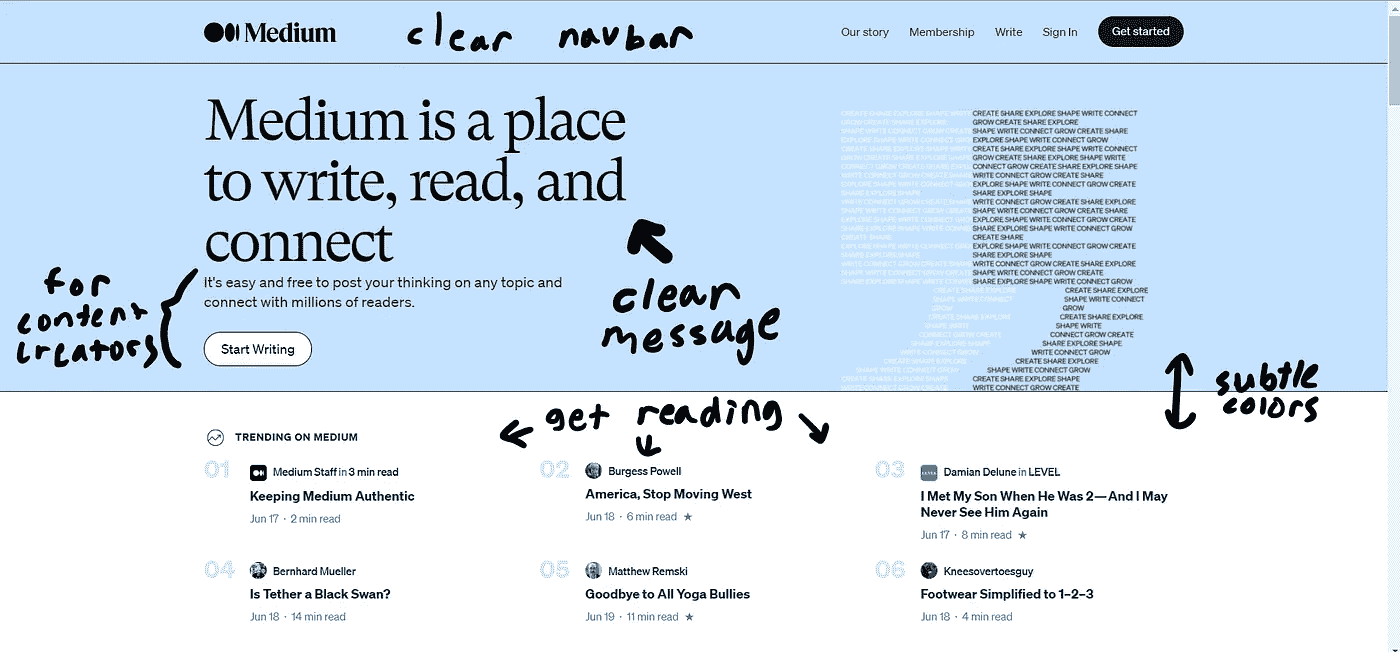 Medium
clear navbar
Our story Membership Write Sign In Get started
Medium is a place
to write, read, and
connect
It's easy and free to post your thinking on any topic and
connect with millions of readers.
Start Writing
for
content
creators
clear
message
CREATE SHARE EXPLORE SHAPE WRITE CONNECT
GROW CREATE SHARE EXPLORE
SHAPE WRITE CONNECT GROW CREATE SHARE
EXPLORE SHAPE WRITE CONNECT GROW
CREATE SHARE EXPLORE SHAPE WRITE CONNECT
GROW CREATE SHARE EXPLORE SHAPE WRITE
CONNECT GROW CREATE SHARE EXPLORE SHAPE
WRITE CONNECT GROW CREATE SHARE
EXPLORE SHAPE WRITE CONNECT GROW CREATE
SHARE EXPLORE SHAPE
WRITE CONNECT GROW CREATE SHARE EXPLORE
SHAPE WRITE CONNECT GROW CREATE SHARE
EXPLORE SHAPE WRITE CONNECT GROW CREATE
SHARE EXPLORE SHAPE WRITE CONNECT GROW
CREATE SHARE
EXPLORE SHAPE WRITE CONNECT GROW CREATE
SHARE EXPLORE SHAPE
WRITE CONNECT GROW CREATE SHARE EXPLORE
SHAPE WRITE CONNECT GROW CREATE
SHARE EXPLORE SHAPE WRITE CONNECT GROW
CREATE SHARE EXPLORE
SHAPE WRITE CONNECT
GROW
CREATE SHARE EXPLORE
SHAPE WRITE
CONNECT GROW CREATE
SHARE EXPLORE SHAPE
WRITE CONNECT GROW
CREATE SHARE EXPLORE
SHAPE WRITE CONNECT GROW
CREATE SHARE EXPLORE SHAPE
WRITE CONNECT GROW CREATE
subtle
colors
get reading
TRENDING ON MEDIUM
01
Medium Staff in 3 min read
Keeping Medium Authentic
Jun 17 · 2 min read
02
Burgess Powell
America, Stop Moving West
Jun 18 · 6 min read ★
03
Damian Delune in LEVEL
I Met My Son When He Was 2—And I May
Never See Him Again
Jun 17 · 8 min read ★
04
Bernhard Mueller
Is Tether a Black Swan?
Jun 18 · 14 min read
05
Matthew Remski
Goodbye to All Yoga Bullies
Jun 19 · 11 min read ★
06
Kneesovertoesguy
Footwear Simplified to 1–2–3
Jun 18 · 4 min read